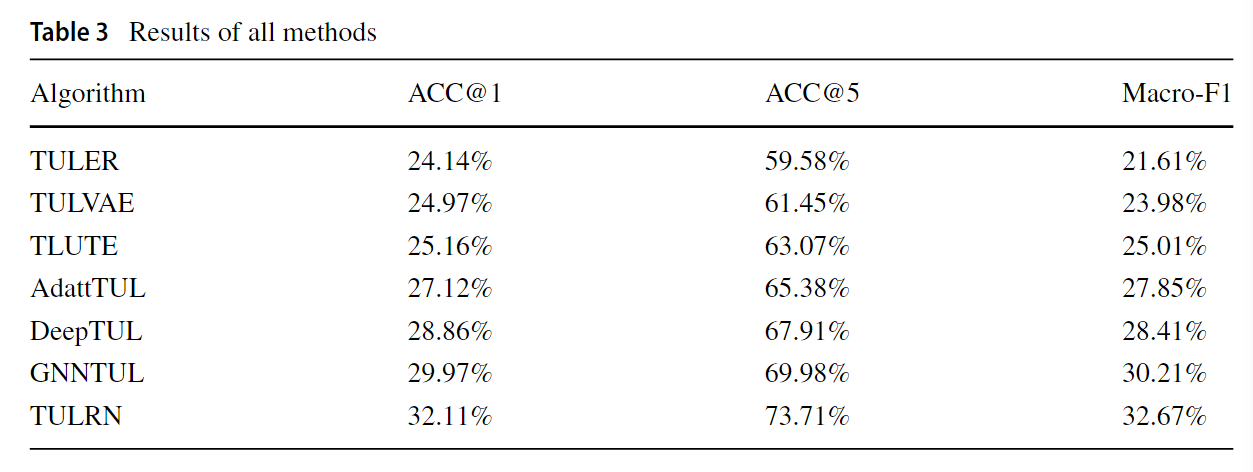 Table 3 Results of all methods
Algorithm ACC@1 ACC@5 Macro-F1
TULER 24.14% 59.58% 21.61%
TULVAE 24.97% 61.45% 23.98%
TLUTE 25.16% 63.07% 25.01%
AdattTUL 27.12% 65.38% 27.85%
DeepTUL 28.86% 67.91% 28.41%
GNNTUL 29.97% 69.98% 30.21%
TULRN 32.11% 73.71% 32.67%